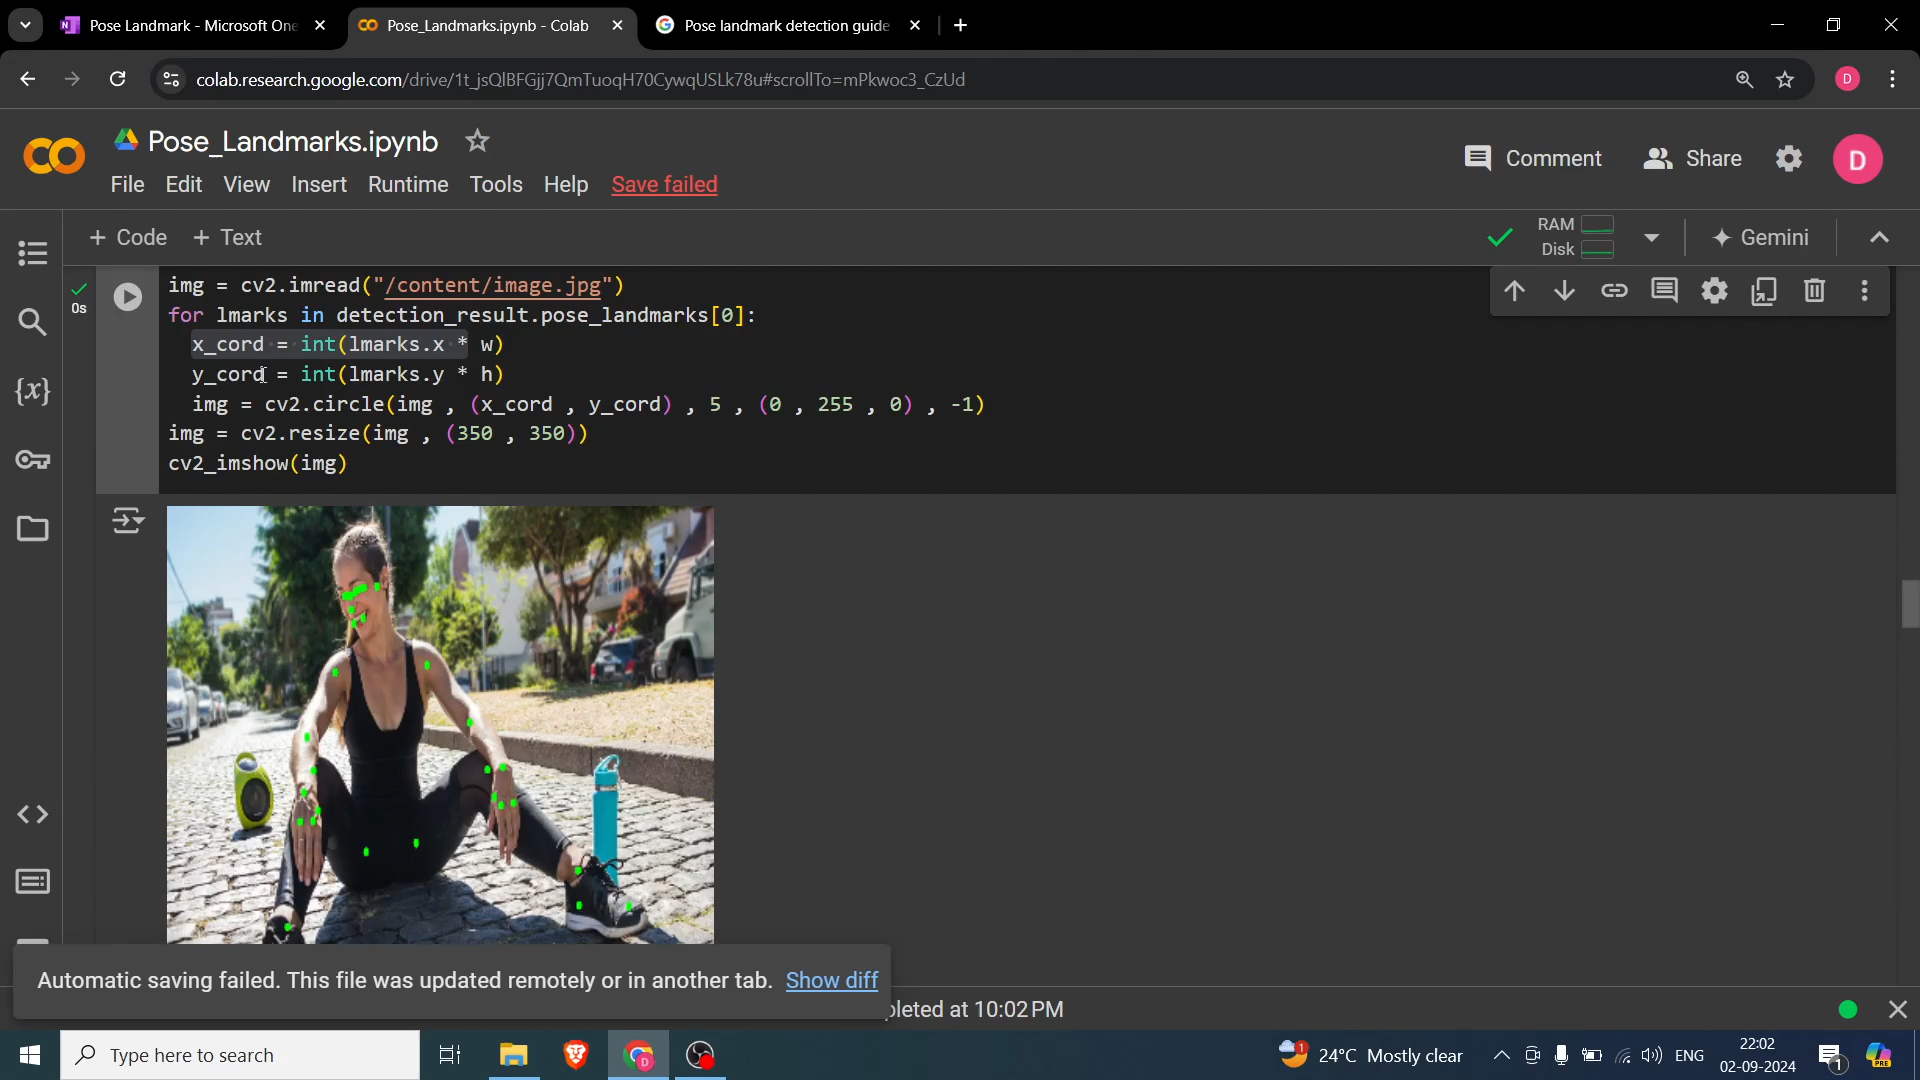 Pose Landmark - Microsoft One
Pose_Landmarks.ipynb - Colab
Pose landmark detection guide
colab.research.google.com/drive/1t_jsQlBFGjj7QmTuoqH70CywqUSLk78u#scrollTo=mPkwoc3_CzUd
D
Pose_Landmarks.ipynb
Comment
Share
D
File Edit View Insert Runtime Tools Help Save failed
+ Code + Text
RAM
Disk
Gemini
0s
img = cv2.imread("/content/image.jpg")
for lmarks in detection_result.pose_landmarks[0]:
x_cord = int(lmarks.x * w)
y_cord = int(lmarks.y * h)
img = cv2.circle(img , (x_cord , y_cord) , 5 , (0 , 255 , 0) , -1)
img = cv2.resize(img , (350 , 350))
cv2_imshow(img)
Automatic saving failed. This file was updated remotely or in another tab. Show diff
pleted at 10:02 PM
Type here to search
24°C Mostly clear
ENG
22:02
02-09-2024
1
PRE